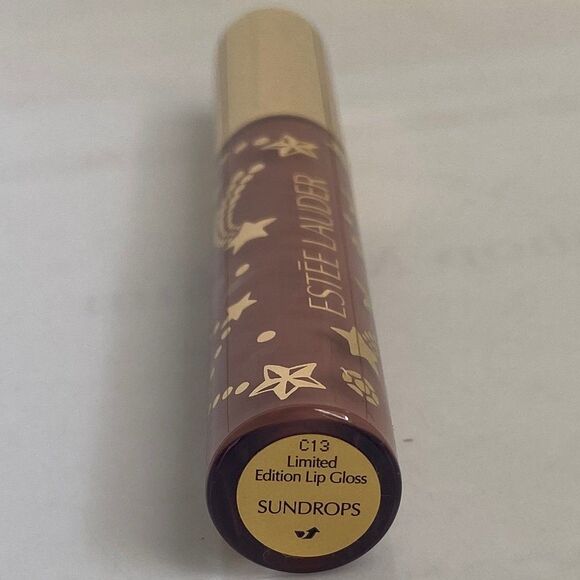 ESTĒE LAUDER
C13
Limited
Edition Lip Gloss
SUNDROPS